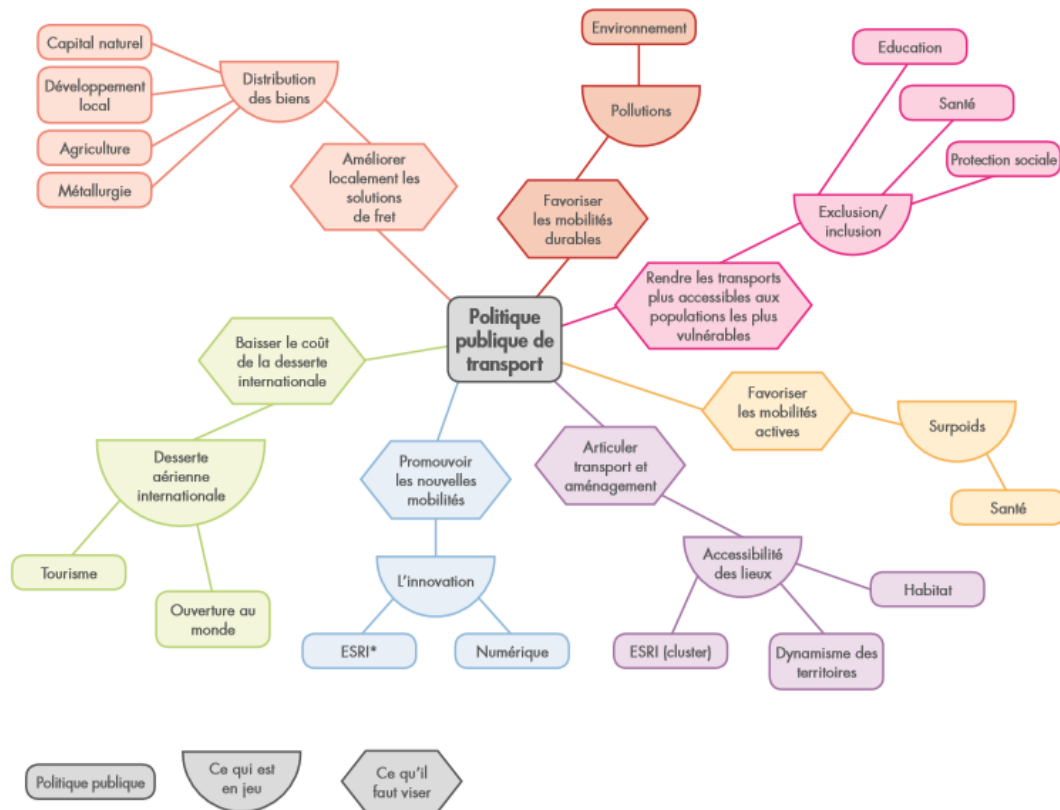 Capital naturel
Développement
local
Agriculture
Métallurgie
Distribution
des biens
Améliorer
localement les
solutions
de fret
Environnement
Pollutions
Favoriser
les mobilités
durables
Education
Santé
Protection sociale
Exclusion/
inclusion
Rendre les transports
plus accessibles aux
populations les plus
vulnérables
Politique
publique de
transport
Baisser le coût
de la desserte
internationale
Desserte
aérienne
internationale
Tourisme
Ouverture au
monde
Promouvoir
les nouvelles
mobilités
L'innovation
ESRI*
Numérique
Articuler
transport et
aménagement
Accessibilité
des lieux
ESRI (cluster)
Dynamisme des
territoires
Habitat
Favoriser
les mobilités
actives
Surpoids
Santé
Politique publique
Ce qui est
en jeu
Ce qu'il
faut viser